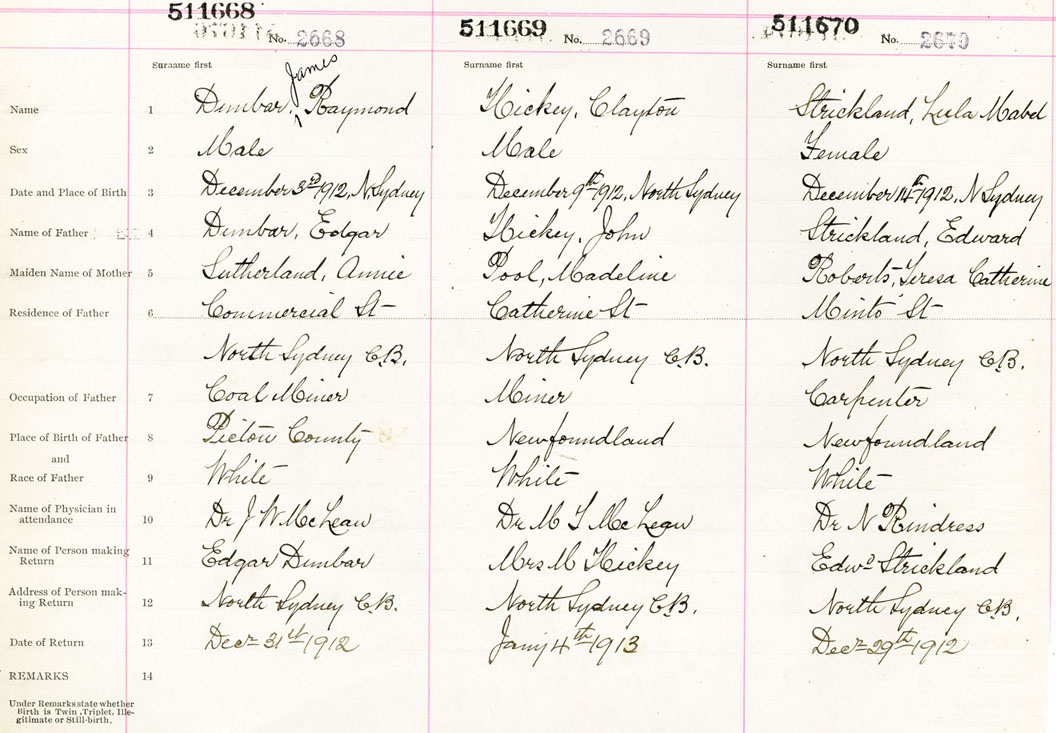 511668 511669 511670
No. 2668 No. 2669 No. 2670
Surname first Surname first Surname first
James
Name 1 Dunbar, Raymond Hickey, Clayton Strickland, Lula Mabel
Sex 2 Male Male Female
Date and Place of Birth 3 December 3rd 1912, N. Sydney December 9th 1912, North Sydney December 14th 1912, N Sydney
Name of Father 4 Dunbar, Edgar Hickey, John Strickland, Edward
Maiden Name of Mother 5 Sutherland, Annie Pool, Madeline Roberts, Teresa Catherine
Residence of Father 6 Commercial St Catherine St Minto St
North Sydney C.B. North Sydney C.B. North Sydney C.B.
Occupation of Father 7 Coal Miner Miner Carpenter
Place of Birth of Father 8 Pictou County Newfoundland Newfoundland
and
Race of Father 9 White White White
Name of Physician in
attendance 10 Dr J W McLean Dr M T McLean Dr N Rindress
Name of Person making
Return 11 Edgar Dunbar Mrs M Hickey Edwd Strickland
Address of Person mak-
ing Return 12 North Sydney C.B. North Sydney C.B. North Sydney C.B.
Date of Return 13 Decr 31st 1912 Jany 4th 1913 Decr 29th 1912
REMARKS 14
Under Remarks state whether
Birth is Twin, Triplet, Ille-
gitimate or Still-birth.